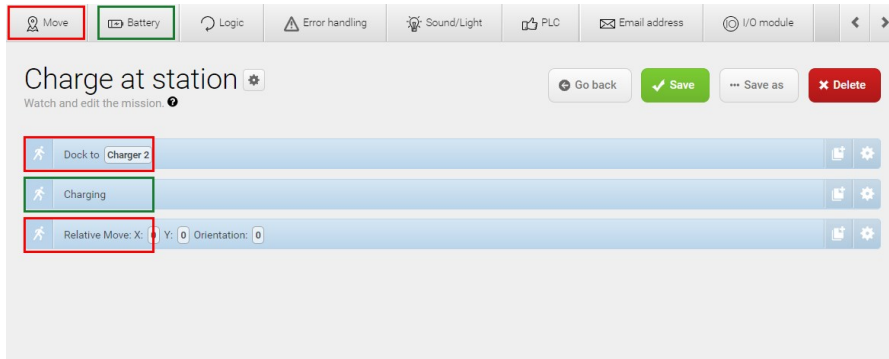 Move Battery Logic Error handling Sound/Light PLC Email address I/O module
Charge at station
Watch and edit the mission.
Go back Save Save as Delete
Dock to Charger 2
Charging
Relative Move: X: 0 Y: 0 Orientation: 0